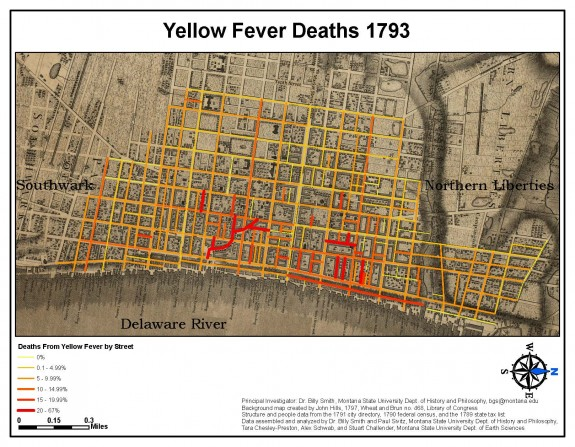 Yellow Fever Deaths 1793
Southwark
Northern Liberties
Delaware River
Deaths From Yellow Fever by Street
0%
0.1 - 4.99%
5 - 9.99%
10 - 14.99%
15 - 19.99%
20 - 67%
0 0.15 0.3
Miles
W
S
N
E
Principal Investigator: Dr. Billy Smith, Montana State University Dept. of History and Philosophy, bgs@montana.edu
Background map created by John Hills, 1797, Wheat and Brun no. 468, Library of Congress
Structure and people data from the 1791 city directory, 1790 federal census, and the 1789 state tax list
Data assembled and analyzed by Dr. Billy Smith and Paul Sivitz, Montana State University Dept. of History and Philosophy,
Tara Chesley-Preston, Alex Schwab, and Stuart Challender, Montana State University Dept. of Earth Sciences